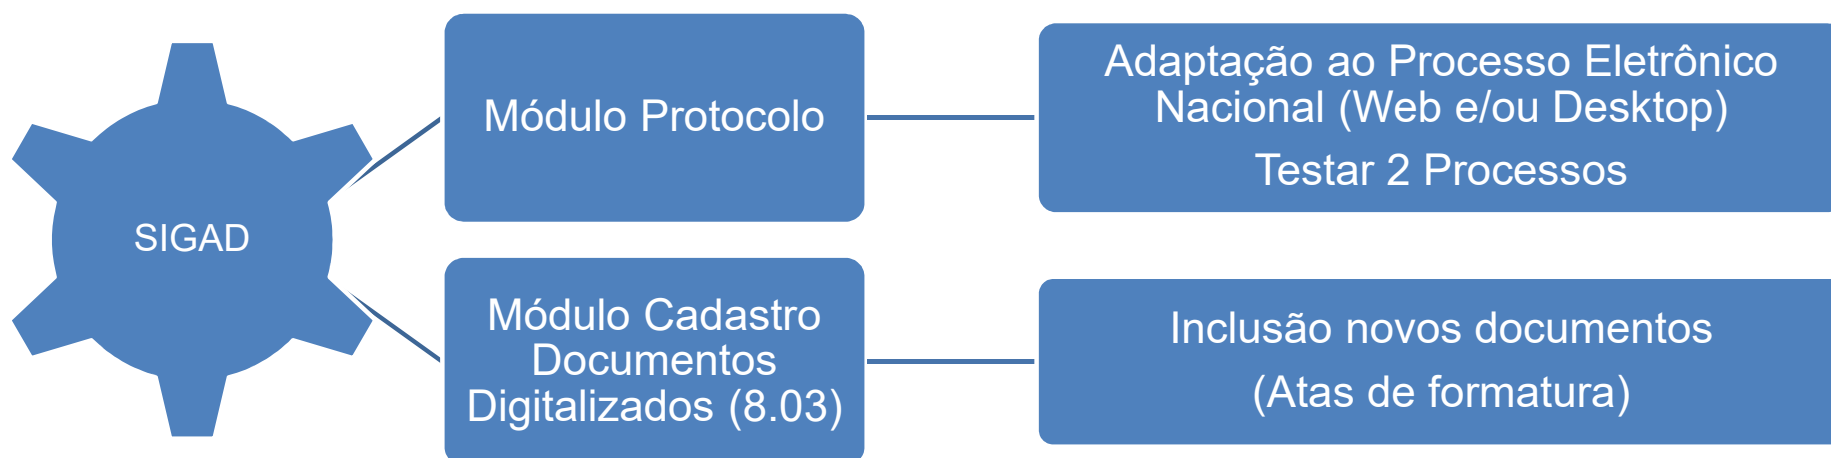 SIGAD
Módulo Protocolo
Adaptação ao Processo Eletrônico
Nacional (Web e/ou Desktop)
Testar 2 Processos
Módulo Cadastro
Documentos
Digitalizados (8.03)
Inclusão novos documentos
(Atas de formatura)